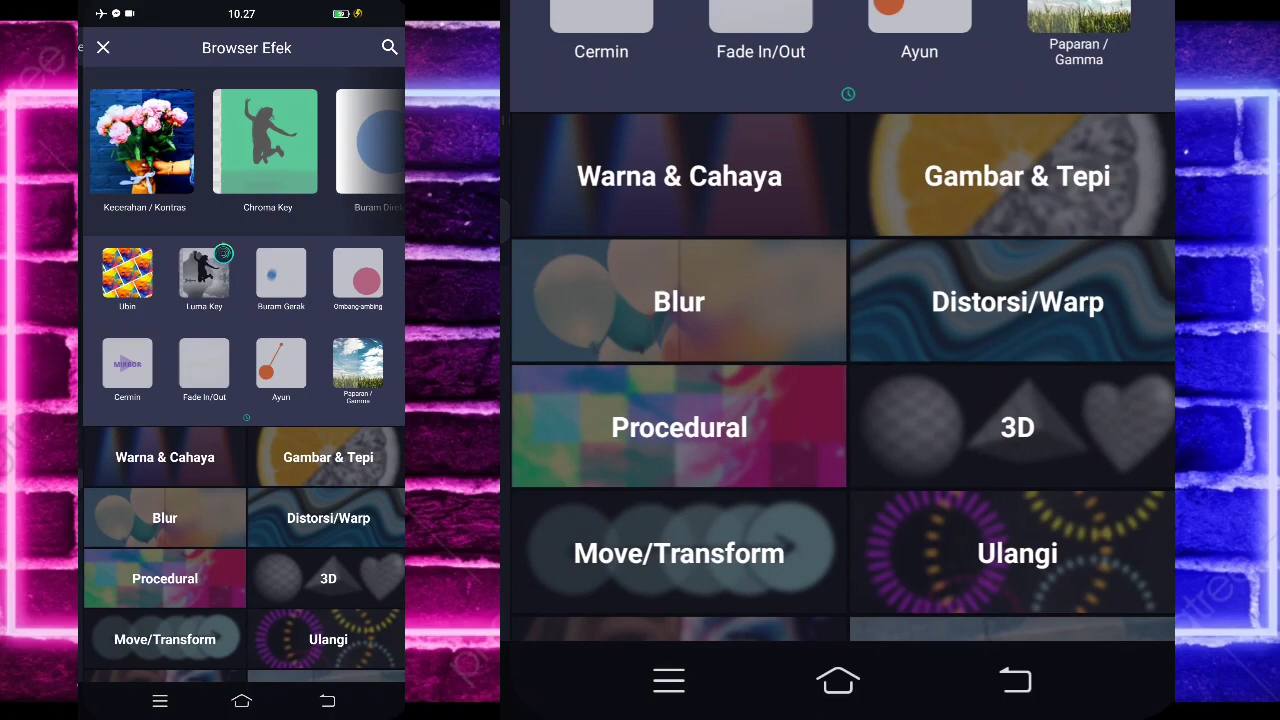 10.27
Browser Efek
Kecerahan / Kontras
Chroma Key
Buram Dire
Ubin
Luma Key
Buram Gerak
Ombang-ambing
MIRROR
Cermin
Fade In/Out
Ayun
Paparan /
Gamma
Warna & Cahaya
Gambar & Tepi
Blur
Distorsi/Warp
Procedural
3D
Move/Transform
Ulangi
Cermin
Fade In/Out
Ayun
Paparan /
Gamma
Warna & Cahaya
Gambar & Tepi
Blur
Distorsi/Warp
Procedural
3D
Move/Transform
Ulangi